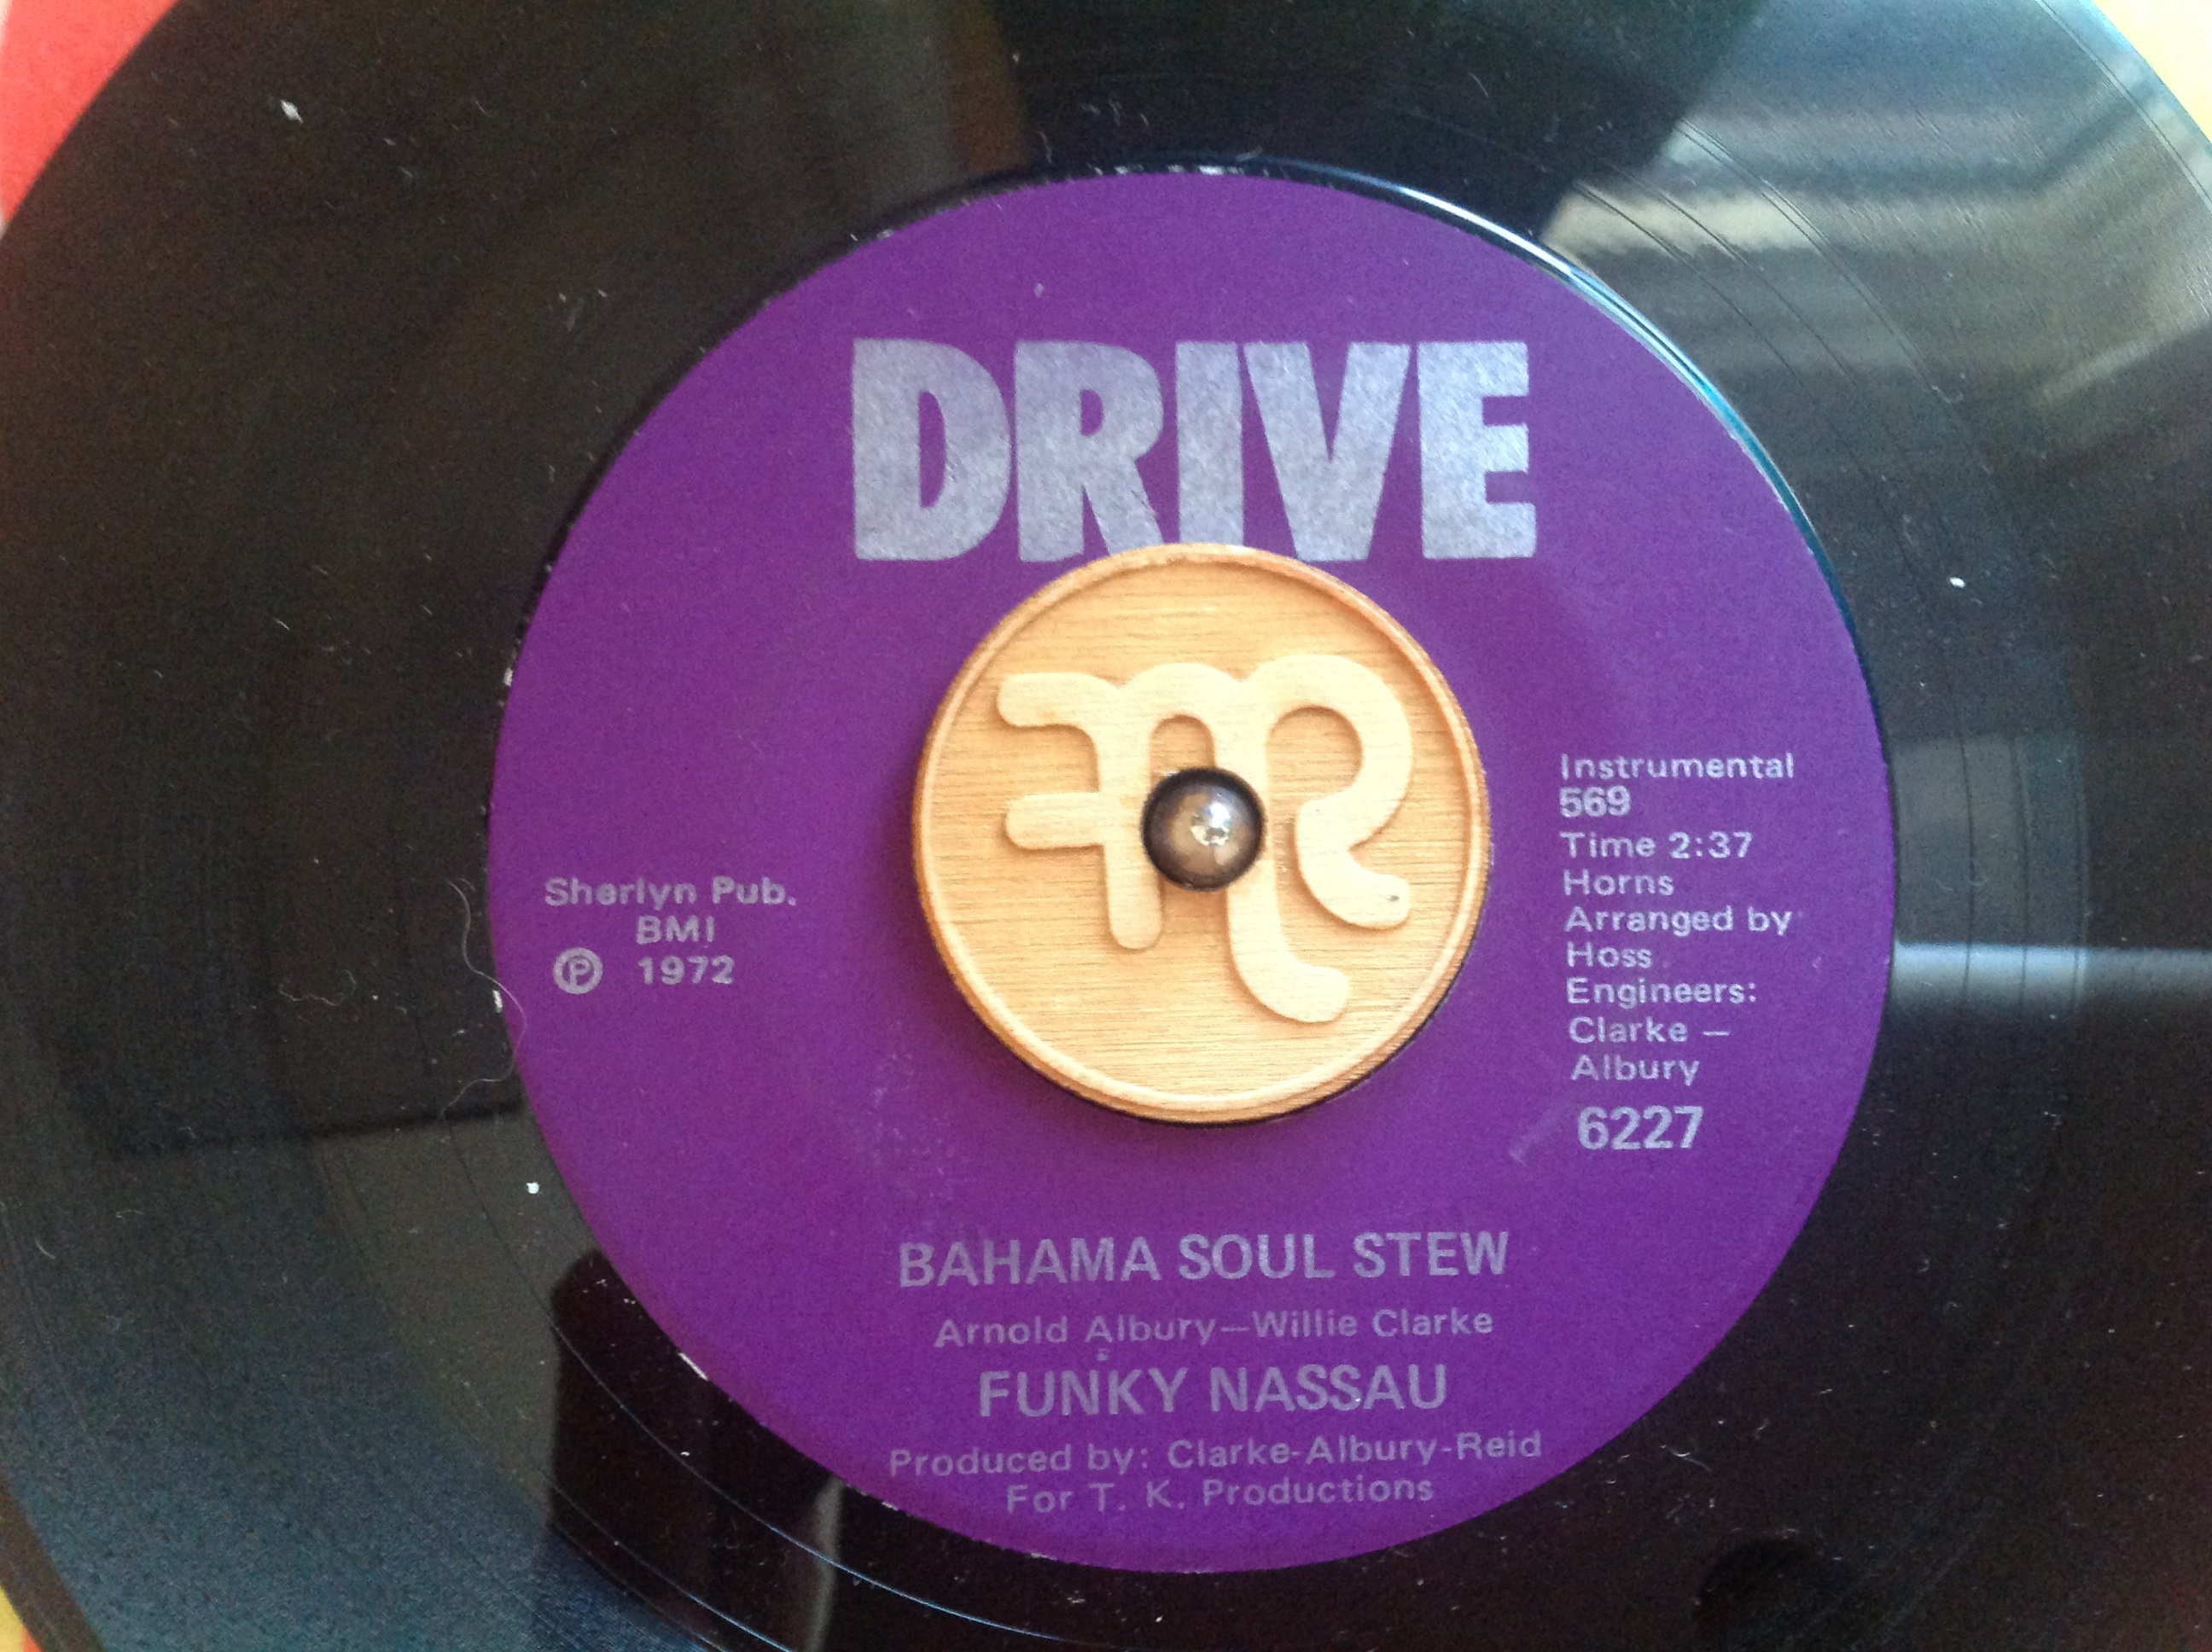 DRIVE
Sherlyn Pub.
BMI
Ⓟ 1972
Instrumental
569
Time 2:37
Horns
Arranged by
Hoss
Engineers:
Clarke –
Albury
6227
BAHAMA SOUL STEW
Arnold Albury—Willie Clarke
FUNKY NASSAU
Produced by: Clarke-Albury-Reid
For T. K. Productions